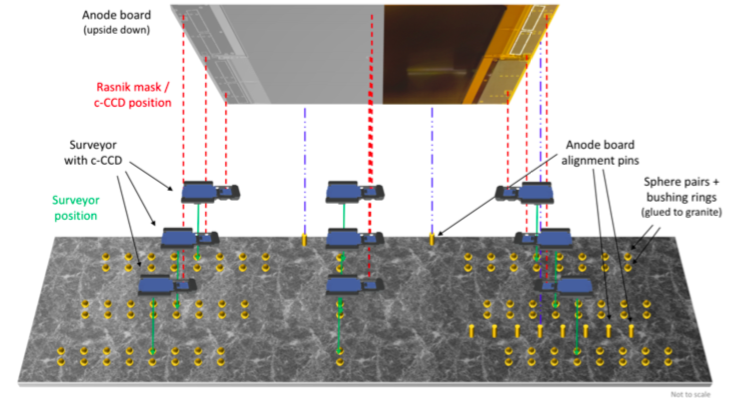 Anode board
(upside down)
Rasnik mask /
c-CCD position
Surveyor
with c-CCD
Surveyor
position
Anode board
alignment pins
Sphere pairs +
bushing rings
(glued to granite)
Not to scale